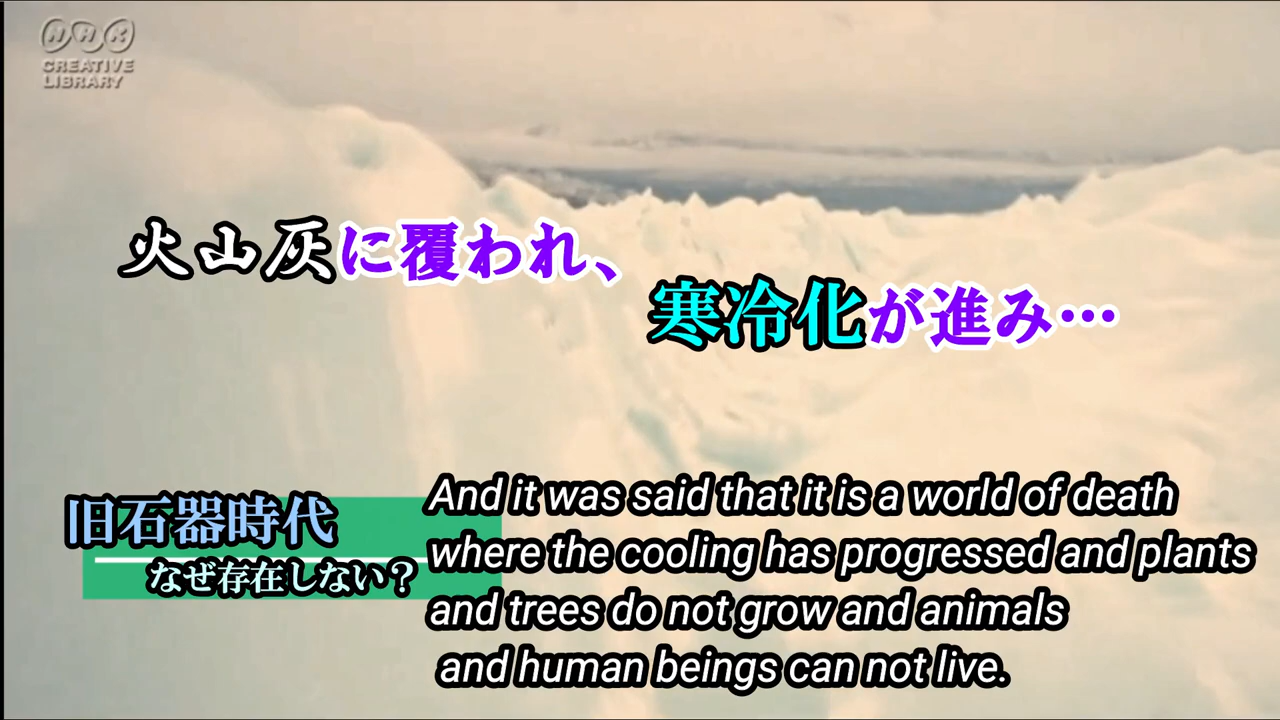 NHK
CREATIVE
LIBRARY
火山灰に覆われ、
寒冷化が進み…
旧石器時代
なぜ存在しない？
And it was said that it is a world of death
where the cooling has progressed and plants
and trees do not grow and animals
and human beings can not live.